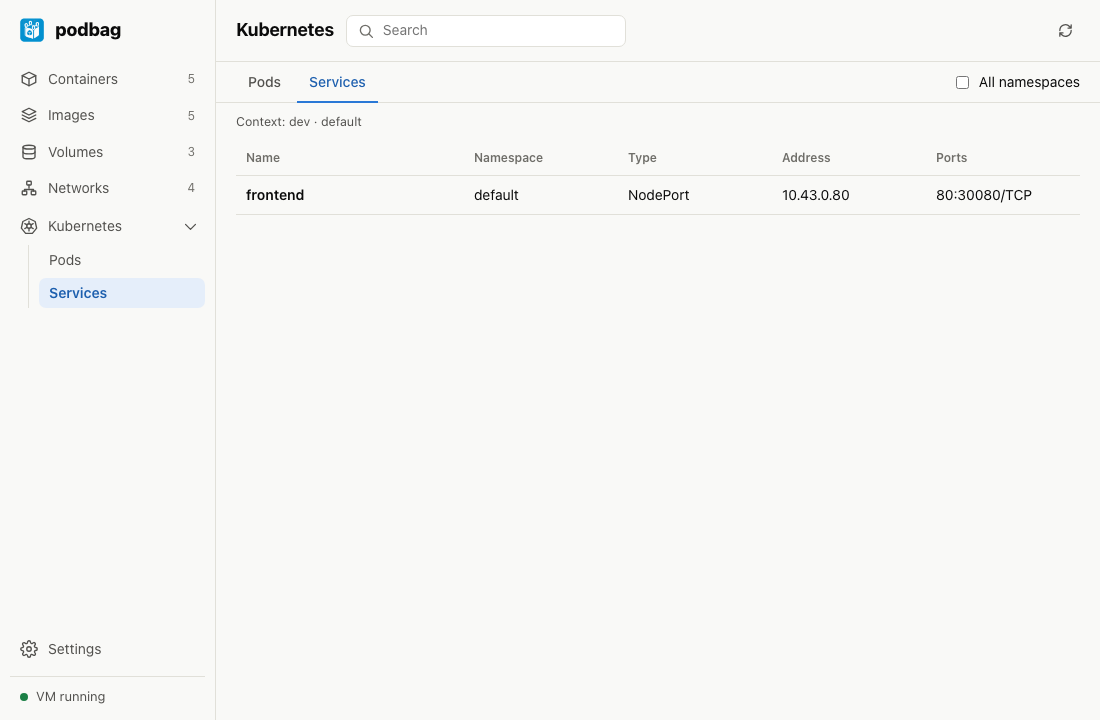 podbag
Containers 5
Images 5
Volumes 3
Networks 4
Kubernetes
Pods
Services
Settings
VM running
Kubernetes
Search
Pods Services All namespaces
Context: dev · default
Name Namespace Type Address Ports
frontend default NodePort 10.43.0.80 80:30080/TCP